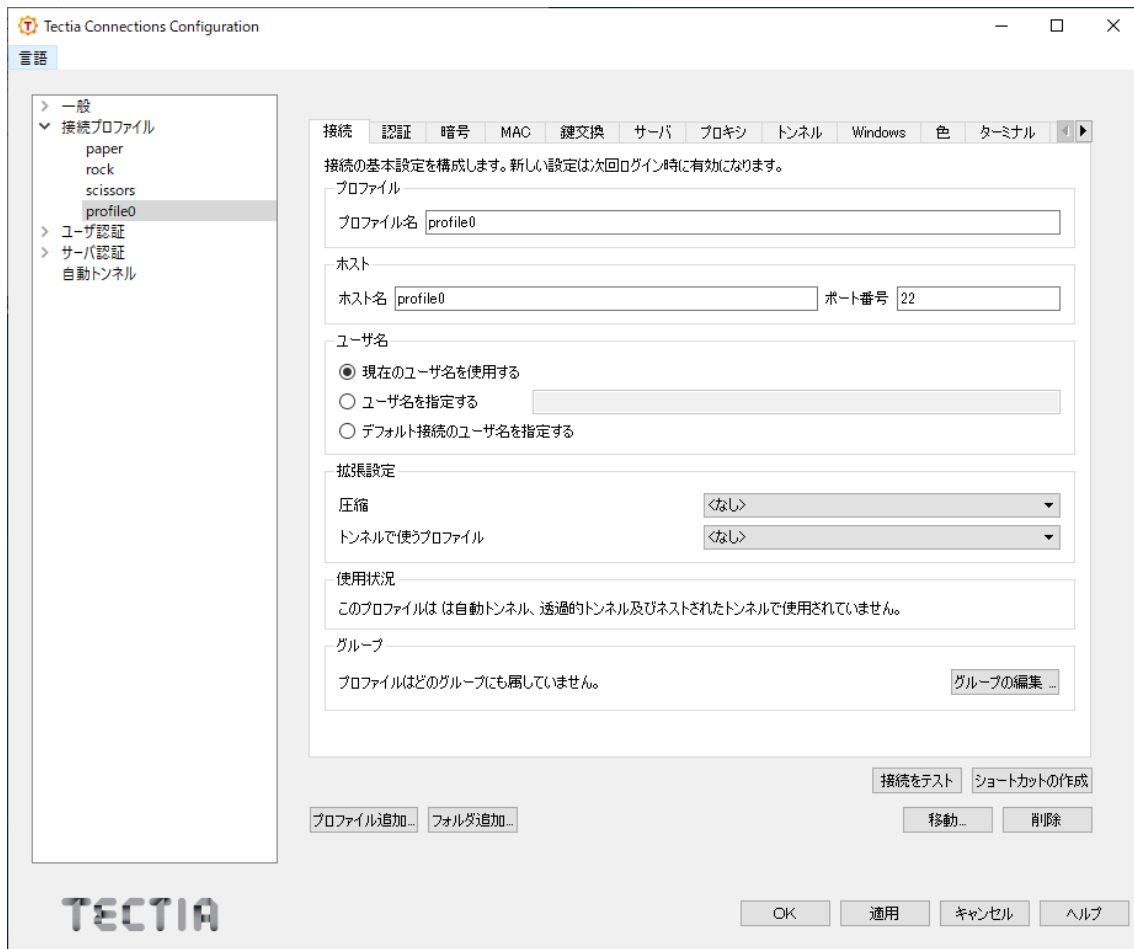 Tectia Connections Configuration
言語
一般
接続プロファイル
paper
rock
scissors
profile0
ユーザ認証
サーバ認証
自動トンネル
接続 認証 暗号 MAC 鍵交換 サーバ プロキシ トンネル Windows 色 ターミナル
接続の基本設定を構成します。新しい設定は次回ログイン時に有効になります。
プロファイル
プロファイル名 profile0
ホスト
ホスト名 profile0 ポート番号 22
ユーザ名
現在のユーザ名を使用する
ユーザ名を指定する
デフォルト接続のユーザ名を指定する
拡張設定
圧縮 <なし>
トンネルで使うプロファイル <なし>
使用状況
このプロファイルは は自動トンネル、透過的トンネル及びネストされたトンネルで使用されていません。
グループ
プロファイルはどのグループにも属していません。 グループの編集 ...
接続をテスト ショートカットの作成
プロファイル追加... フォルダ追加... 移動... 削除
TECTIA
OK 適用 キャンセル ヘルプ